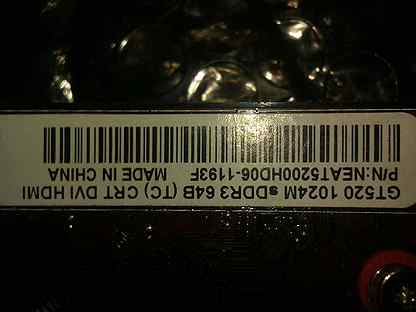 GT520 1024M sDDR3 64B (TC) CRT DVI HDMI
P/N:NEAT5200HD06-1193F MADE IN CHINA